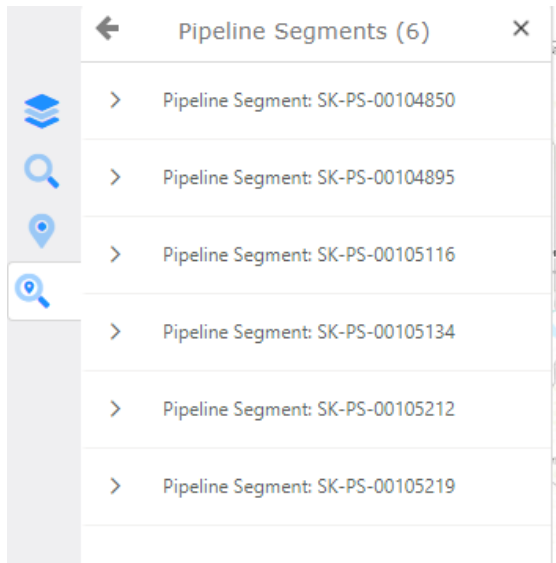 Pipeline Segments (6)
Pipeline Segment: SK-PS-00104850
Pipeline Segment: SK-PS-00104895
Pipeline Segment: SK-PS-00105116
Pipeline Segment: SK-PS-00105134
Pipeline Segment: SK-PS-00105212
Pipeline Segment: SK-PS-00105219